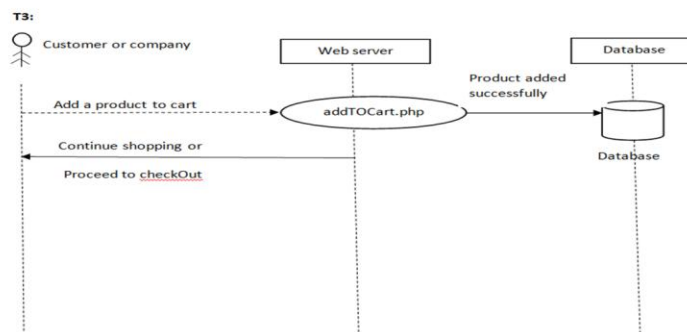 T3:
Customer or company
Web server
Database
Product added
successfully
Add a product to cart
addTOCart.php
Continue shopping or
Database
Proceed to checkOut